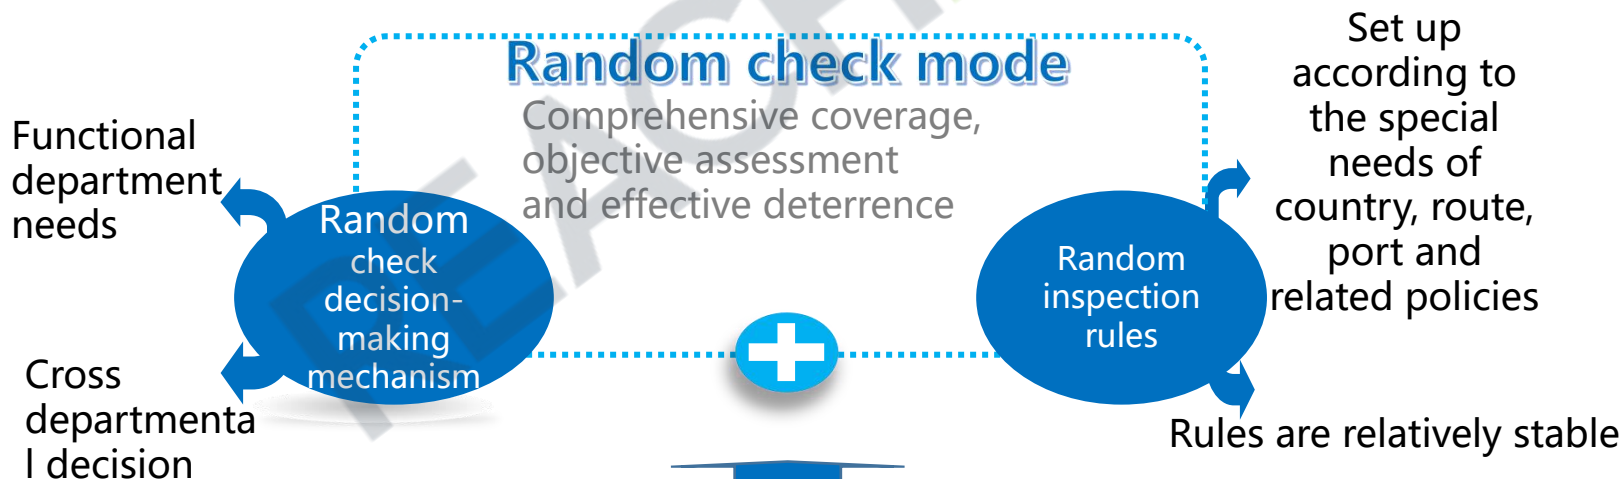 Random check mode
Comprehensive coverage,
objective assessment
and effective deterrence
Functional
department
needs
Random
check
decision-
making
mechanism
Cross
departmenta
l decision
Random
inspection
rules
Set up
according to
the special
needs of
country, route,
port and
related policies
Rules are relatively stable